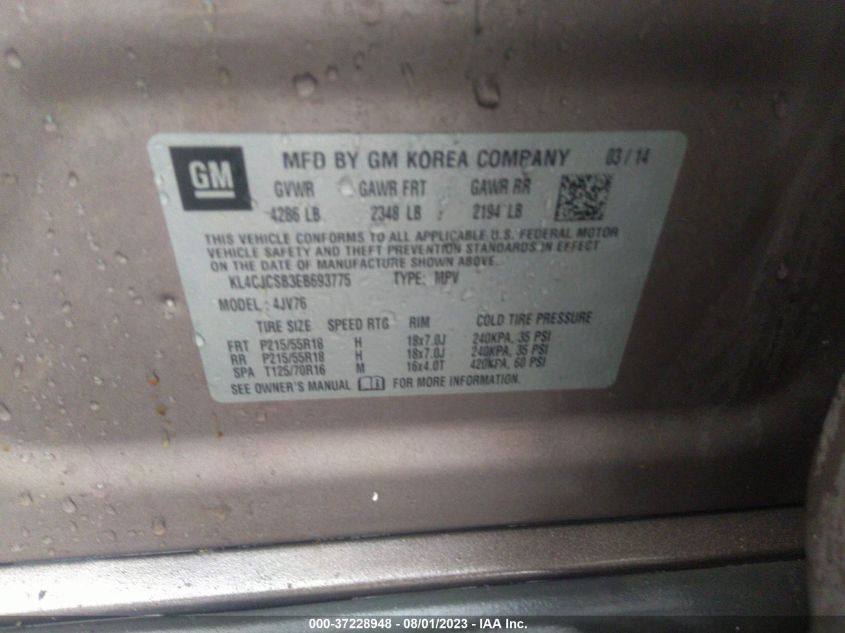 GM
MFD BY GM KOREA COMPANY 03/14
GVWR GAWR FRT GAWR RR
4286 LB 2348 LB 2194 LB
THIS VEHICLE CONFORMS TO ALL APPLICABLE U.S. FEDERAL MOTOR
VEHICLE SAFETY AND THEFT PREVENTION STANDARDS IN EFFECT
ON THE DATE OF MANUFACTURE SHOWN ABOVE.
KL4CJCSB3EB693775 TYPE: MPV
MODEL: 4JV76
TIRE SIZE SPEED RTG RIM COLD TIRE PRESSURE
FRT P215/55R18 H 18x7.0J 240KPA, 35 PSI
RR P215/55R18 H 18x7.0J 240KPA, 35 PSI
SPA T125/70R16 M 16x4.0T 420KPA, 60 PSI
SEE OWNER'S MANUAL FOR MORE INFORMATION.
000-37228948 - 08/01/2023 - IAA Inc.